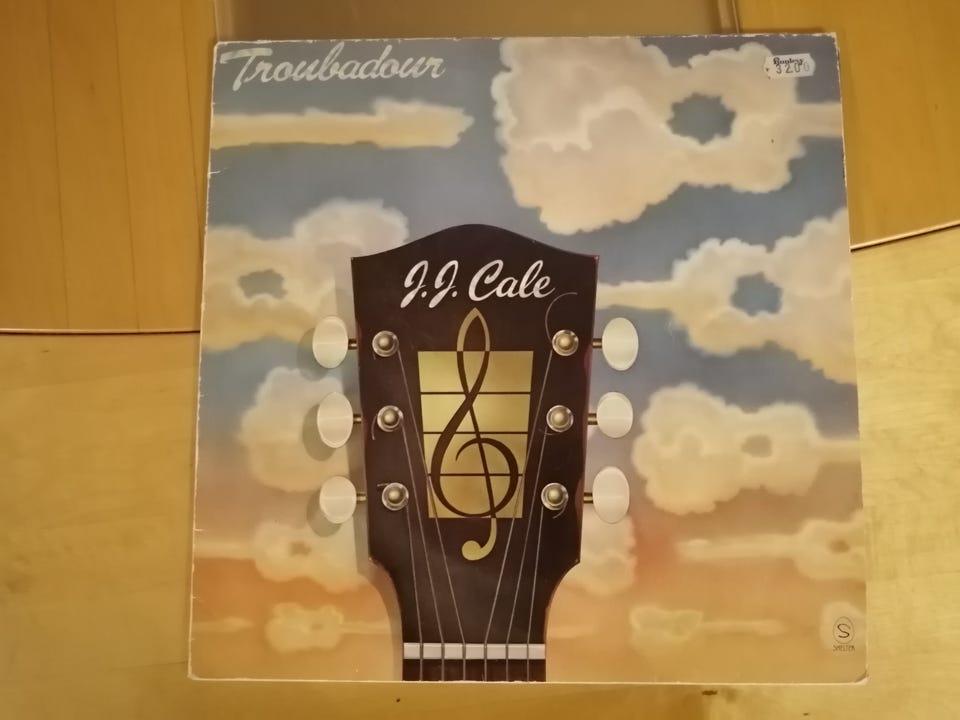 Troubadour
3200
J.J. Cale
S
SHELTER